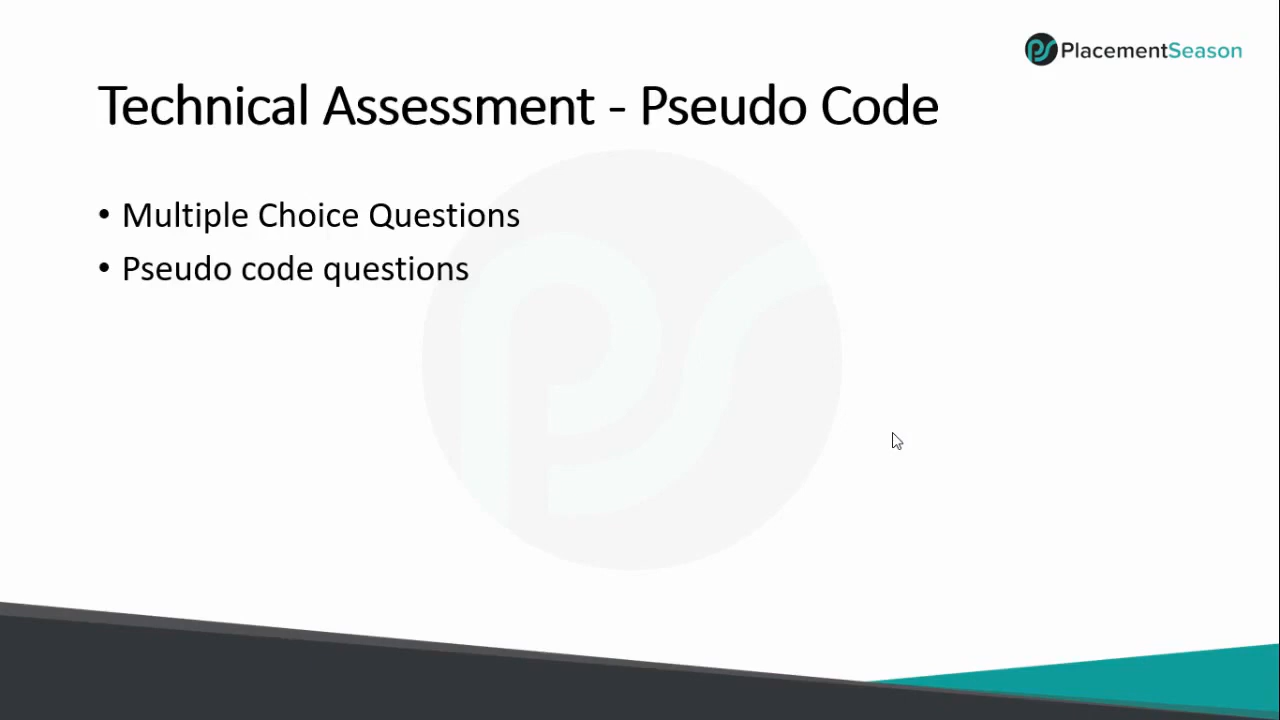 PlacementSeason
Technical Assessment - Pseudo Code
• Multiple Choice Questions
• Pseudo code questions